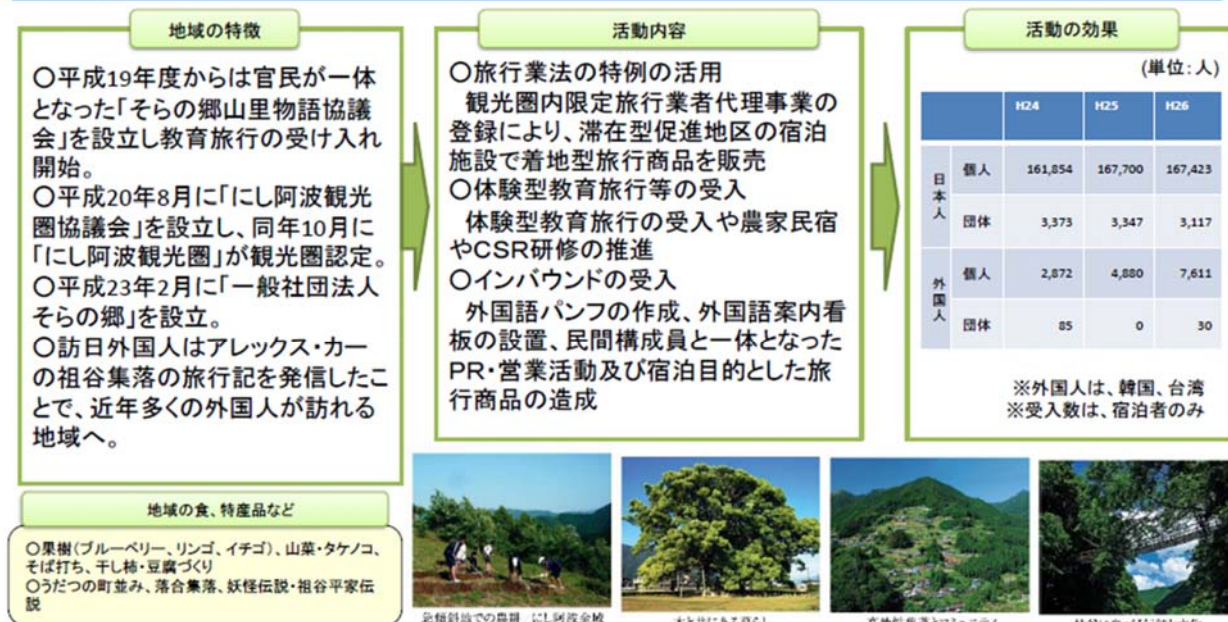 地域の特徴
○平成19年度からは官民が一体
となった「そらの郷山里物語協議
会」を設立し教育旅行の受け入れ
開始。
○平成20年8月に「にし阿波観光
圏協議会」を設立し、同年10月に
「にし阿波観光圏」が観光圏認定。
○平成23年2月に「一般社団法人
そらの郷」を設立。
○訪日外国人はアレックス・カー
の祖谷集落の旅行記を発信したこ
とで、近年多くの外国人が訪れる
地域へ。
活動内容
○旅行業法の特例の活用
観光圏内限定旅行業者代理事業の
登録により、滞在型促進地区の宿泊
施設で着地型旅行商品を販売
○体験型教育旅行等の受入
体験型教育旅行の受入や農家民宿
やCSR研修の推進
○インバウンドの受入
外国語パンフの作成、外国語案内看
板の設置、民間構成員と一体となった
PR・営業活動及び宿泊目的とした旅
行商品の造成
活動の効果
(単位:人)
H24 H25 H26
日本人
個人 161,854 167,700 167,423
団体 3,373 3,347 3,117
外国人
個人 2,872 4,880 7,611
団体 85 0 30
※外国人は、韓国、台湾
※受入数は、宿泊者のみ
地域の食、特産品など
○果樹(ブルーベリー、リンゴ、イチゴ)、山菜・タケノコ、
そば打ち、干し柿・豆腐づくり
○うだつの町並み、落合集落、妖怪伝説・祖谷平家伝
説
急傾斜地での農耕 にし阿波